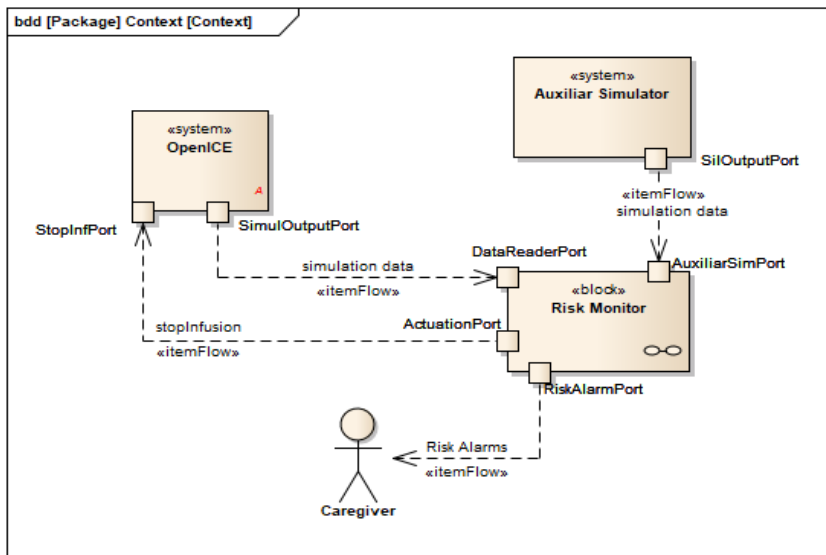 bdd [Package] Context [Context]
«system»
Auxiliar Simulator
«system»
OpenICE
A
SilOutputPort
«itemFlow»
simulation data
StopInfPort
SimulOutputPort
DataReaderPort
AuxiliarSimPort
simulation data
«itemFlow»
«block»
Risk Monitor
stopInfusion
«itemFlow»
ActuationPort
RiskAlarmPort
Risk Alarms
«itemFlow»
Caregiver